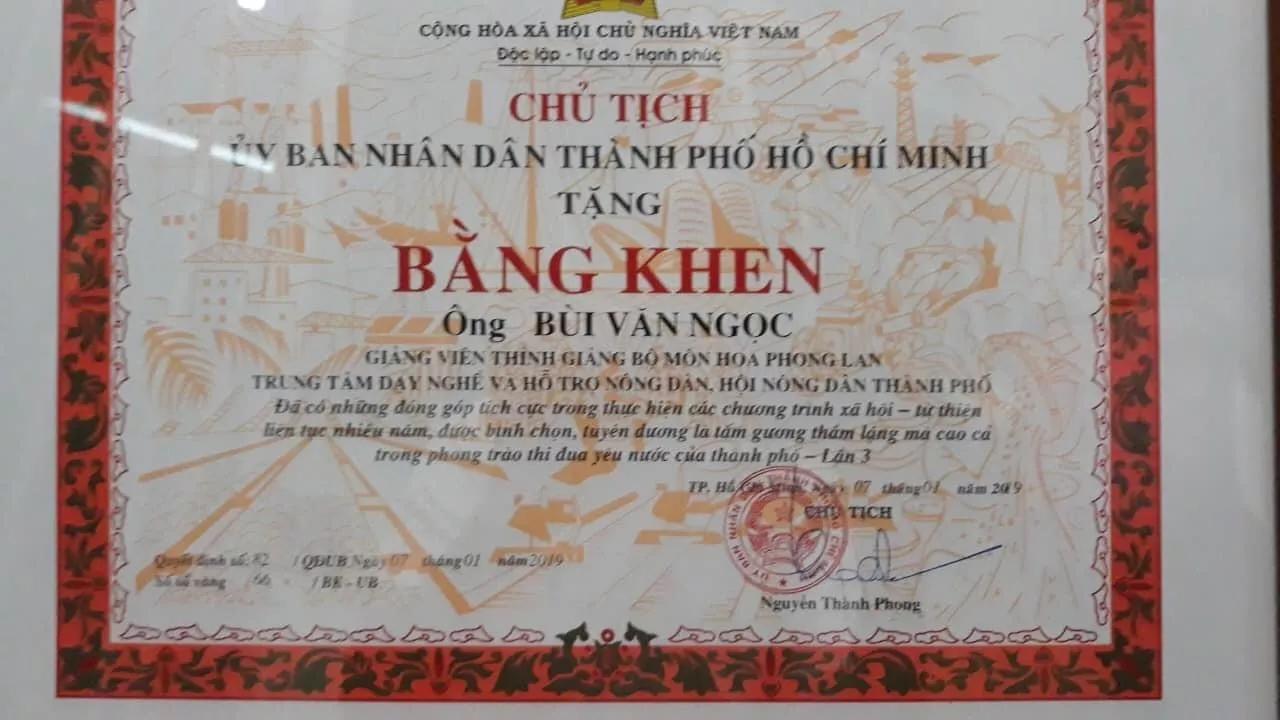 CỘNG HÒA XÃ HỘI CHỦ NGHĨA VIỆT NAM
Độc lập - Tự do - Hạnh phúc
CHỦ TỊCH
ỦY BAN NHÂN DÂN THÀNH PHỐ HỒ CHÍ MINH
TẶNG
BẰNG KHEN
Ông BÙI VĂN NGỌC
GIẢNG VIÊN THỈNH GIẢNG BỘ MÔN HOA PHONG LAN
TRUNG TÂM DẠY NGHỀ VÀ HỖ TRỢ NÔNG DÂN, HỘI NÔNG DÂN THÀNH PHỐ
Đã có những đóng góp tích cực trong thực hiện các chương trình xã hội – từ thiện
liên tục nhiều năm, được bình chọn, tuyên dương là tấm gương thầm lặng mà cao cả
trong phong trào thi đua yêu nước của thành phố – Lần 3
TP. Hồ Chí Minh, ngày 07 tháng 01 năm 2019
CHỦ TỊCH
Quyết định số: 82 / QĐUB Ngày 07 tháng 01 năm 2019
Số sổ vàng 66 / BK - UB
Nguyễn Thành Phong